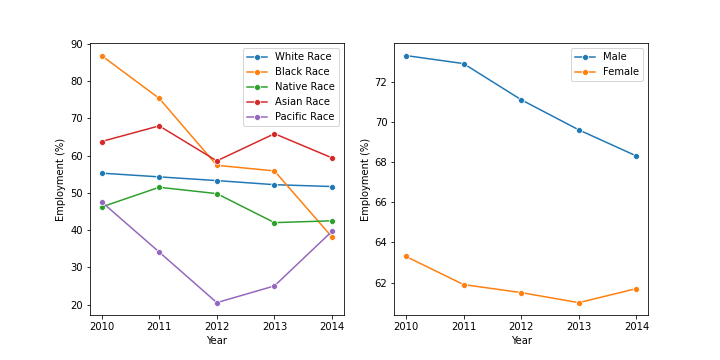 90
80
70
60
50
40
30
20
Employment (%)
2010 2011 2012 2013 2014
Year
White Race
Black Race
Native Race
Asian Race
Pacific Race
72
70
68
66
64
62
Employment (%)
2010 2011 2012 2013 2014
Year
Male
Female